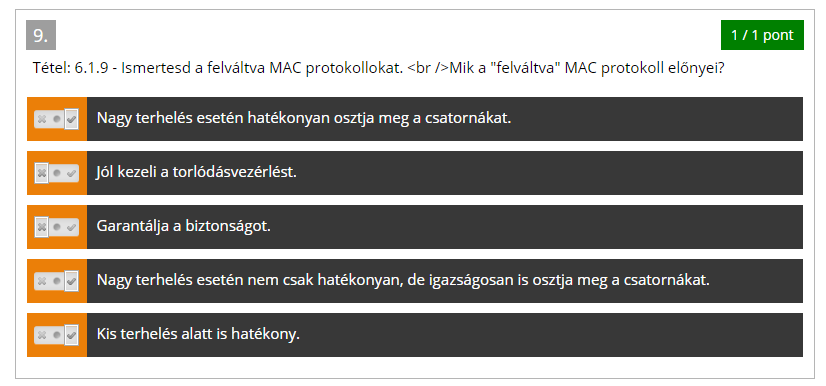 9.
1 / 1 pont
Tétel: 6.1.9 - Ismertesd a felváltva MAC protokollokat. <br />Mik a "felváltva" MAC protokoll előnyei?
Nagy terhelés esetén hatékonyan osztja meg a csatornákat.
Jól kezeli a torlódásvezérlést.
Garantálja a biztonságot.
Nagy terhelés esetén nem csak hatékonyan, de igazságosan is osztja meg a csatornákat.
Kis terhelés alatt is hatékony.